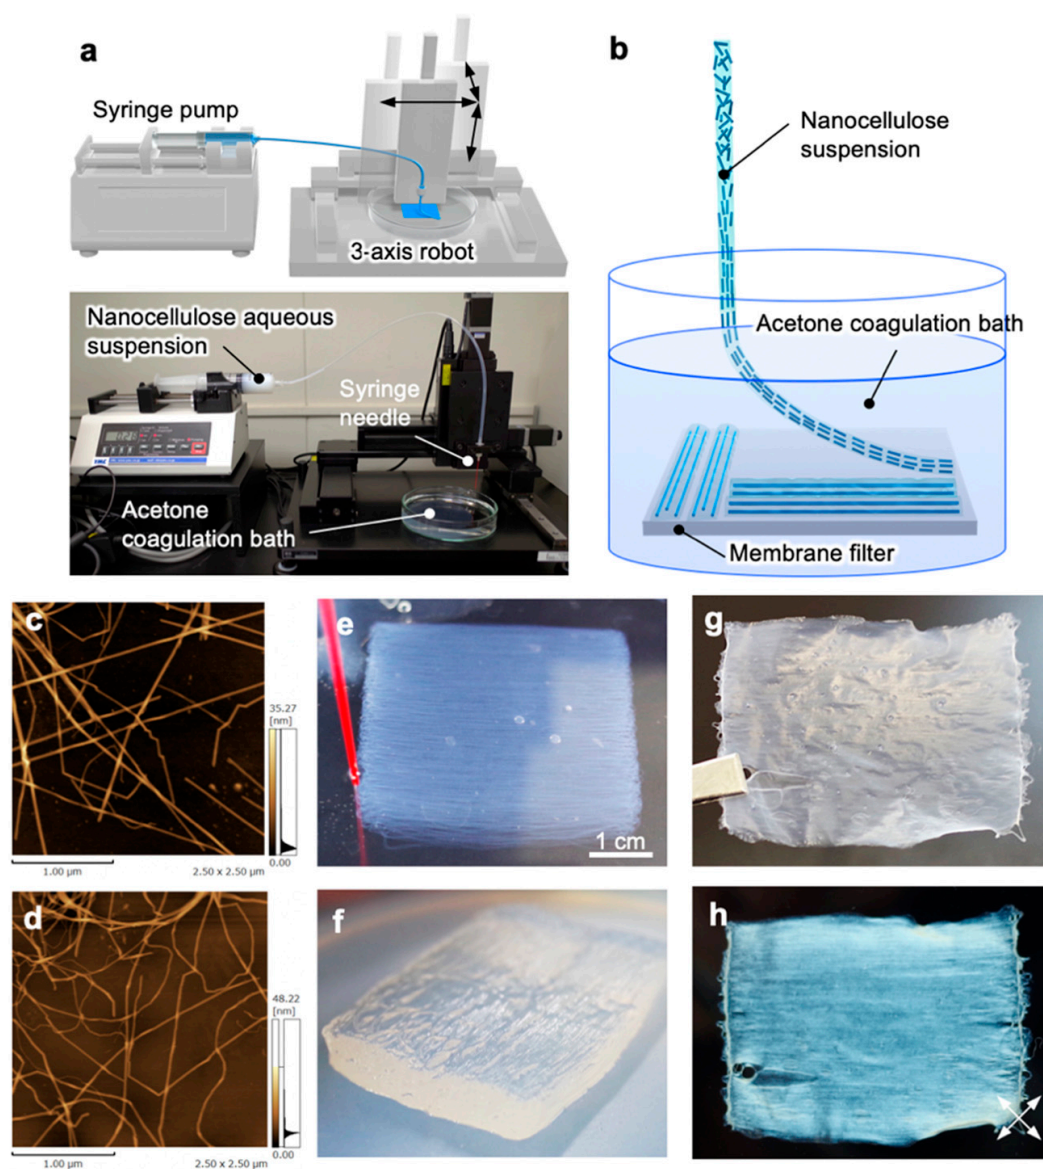 a
Syringe pump
3-axis robot
Nanocellulose aqueous
suspension
Syringe
needle
Acetone
coagulation bath
b
Nanocellulose
suspension
Acetone coagulation bath
Membrane filter
c
35.27
[nm]
0.00
1.00 µm
2.50 x 2.50 µm
d
48.22
[nm]
0.00
1.00 µm
2.50 x 2.50 µm
e
1 cm
f
g
h